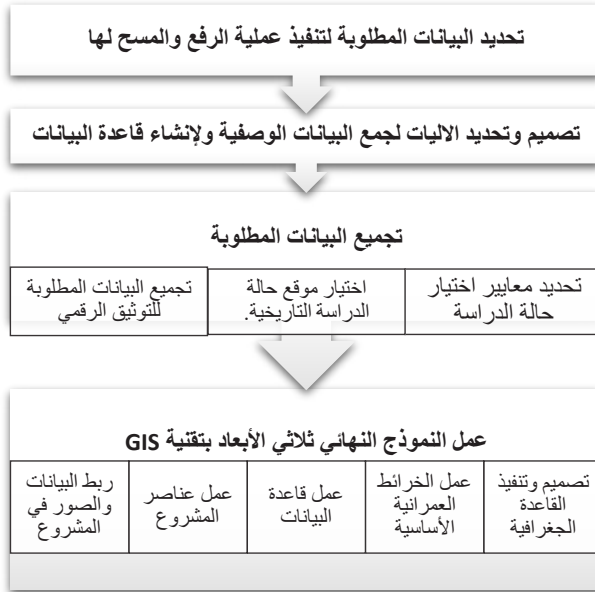 تحديد البيانات المطلوبة لتنفيذ عملية الرفع والمسح لها
تصميم وتحديد الاليات لجمع البيانات الوصفية ولإنشاء قاعدة البيانات
تجميع البيانات المطلوبة
تحديد معايير اختيار
حالة الدراسة
اختيار موقع حالة
الدراسة التاريخية.
تجميع البيانات المطلوبة
للتوثيق الرقمي
عمل النموذج النهائي ثلاثي الأبعاد بتقنية GIS
تصميم وتنفيذ
القاعدة
الجغرافية
عمل الخرائط
العمرانية
الأساسية
عمل قاعدة
البيانات
عمل عناصر
المشروع
ربط البيانات
والصور في
المشروع